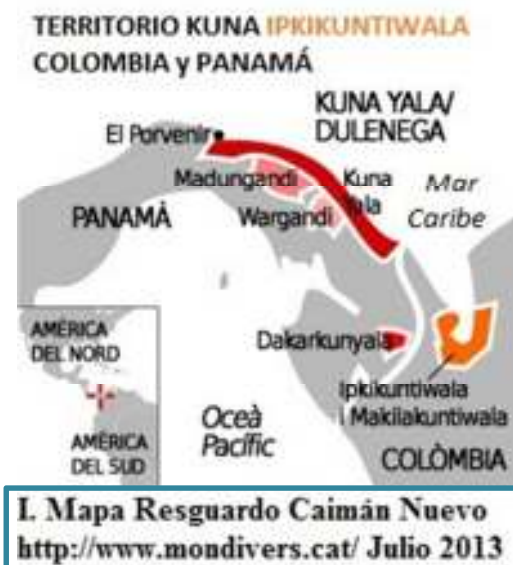 TERRITORIO KUNA IPKIKUNTIWALA
COLOMBIA y PANAMÁ
KUNA YALA/
DULENEGA
El Porvenir
Madungandi
Kuna
Yala
Mar
Caribe
PANAMÀ
Wargandi
AMÈRICA
DEL NORD
Dakarkunyala
Ipkikuntiwala
i Makilakuntiwala
Oceà
Pacífic
AMÈRICA
DEL SUD
COLÒMBIA
I. Mapa Resguardo Caimán Nuevo
http://www.mondivers.cat/ Julio 2013